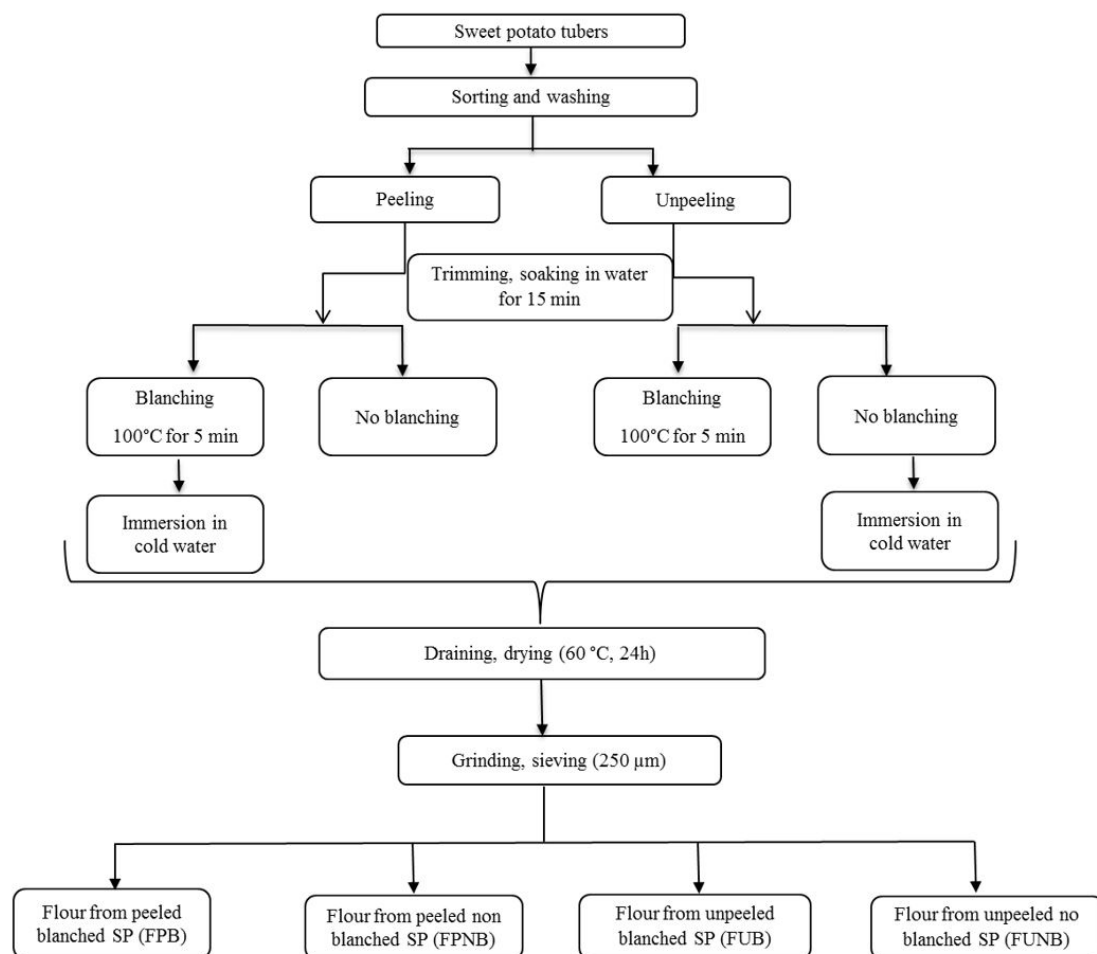 Sweet potato tubers
Sorting and washing
Peeling
Unpeeling
Trimming, soaking in water
for 15 min
Blanching
100°C for 5 min
No blanching
Blanching
100°C for 5 min
No blanching
Immersion in
cold water
Immersion in
cold water
Draining, drying (60 °C, 24h)
Grinding, sieving (250 µm)
Flour from peeled
blanched SP (FPB)
Flour from peeled non
blanched SP (FPNB)
Flour from unpeeled
blanched SP (FUB)
Flour from unpeeled no
blanched SP (FUNB)